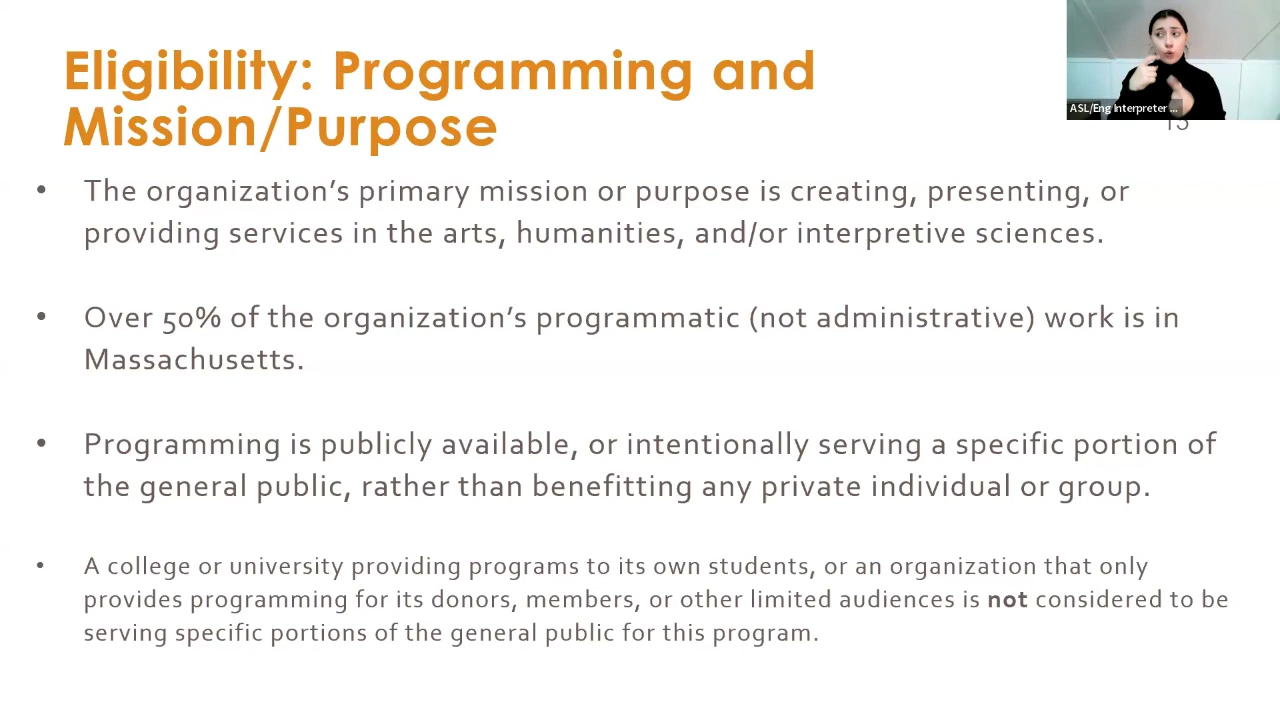 Eligibility: Programming and
Mission/Purpose
ASL/Eng Interpreter ...
• The organization’s primary mission or purpose is creating, presenting, or
providing services in the arts, humanities, and/or interpretive sciences.
• Over 50% of the organization’s programmatic (not administrative) work is in
Massachusetts.
• Programming is publicly available, or intentionally serving a specific portion of
the general public, rather than benefitting any private individual or group.
• A college or university providing programs to its own students, or an organization that only
provides programming for its donors, members, or other limited audiences is not considered to be
serving specific portions of the general public for this program.